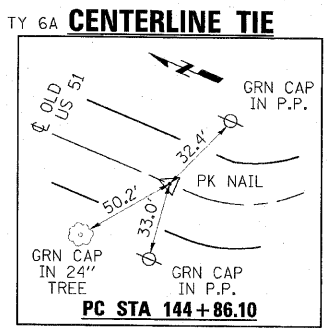 TY 6A CENTERLINE TIE
N
GRN CAP
IN P.P.
℄ OLD
US 51
32.4'
PK NAIL
50.2'
33.0'
GRN CAP
IN 24"
TREE
GRN CAP
IN P.P.
PC STA 144+86.10